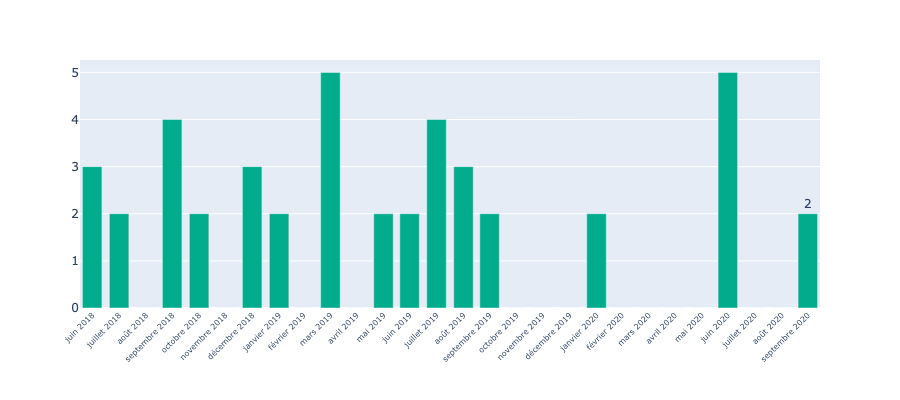 5
4
3
2
1
0
2
juin 2018
juillet 2018
août 2018
septembre 2018
octobre 2018
novembre 2018
décembre 2018
janvier 2019
février 2019
mars 2019
avril 2019
mai 2019
juin 2019
juillet 2019
août 2019
septembre 2019
octobre 2019
novembre 2019
décembre 2019
janvier 2020
février 2020
mars 2020
avril 2020
mai 2020
juin 2020
juillet 2020
août 2020
septembre 2020